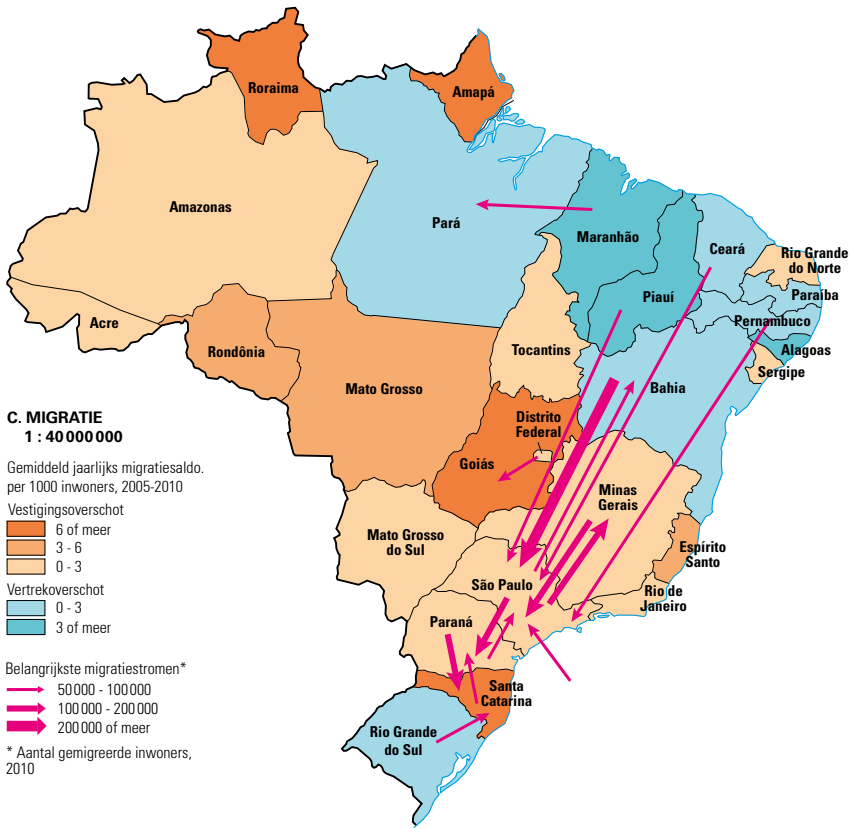 Roraima
Amapá
Amazonas
Pará
Maranhão
Ceará
Rio Grande
do Norte
Piauí
Paraíba
Pernambuco
Acre
Alagoas
Rondônia
Tocantins
Sergipe
Mato Grosso
Bahia
C. MIGRATIE
1 : 40 000 000
Distrito
Federal
Goiás
Gemiddeld jaarlijks migratiesaldo.
per 1000 inwoners, 2005-2010
Minas
Gerais
Vestigingsoverschot
6 of meer
3 - 6
0 - 3
Mato Grosso
do Sul
Espírito
Santo
Vertrekoverschot
0 - 3
3 of meer
São Paulo
Rio de
Janeiro
Paraná
Belangrijkste migratiestromen*
50 000 - 100 000
100 000 - 200 000
200 000 of meer
Santa
Catarina
Rio Grande
do Sul
* Aantal gemigreerde inwoners,
2010